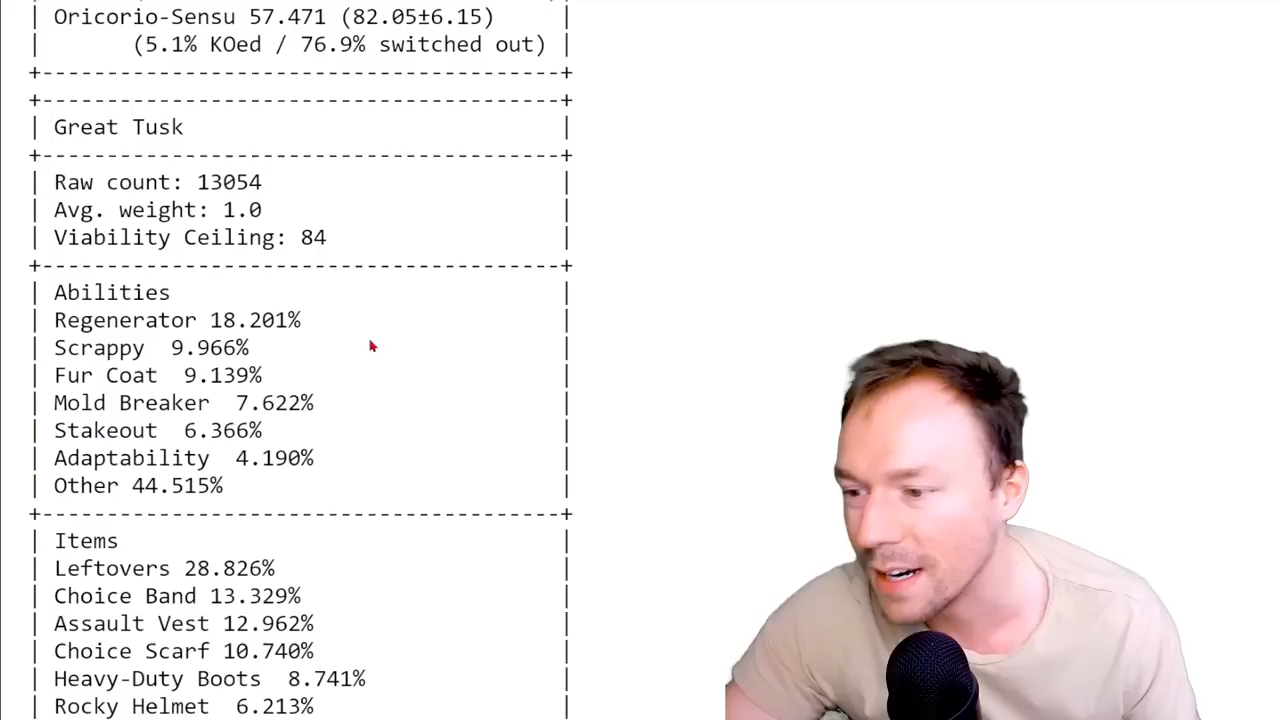 Oricorio-Sensu 57.471 (82.05±6.15)
(5.1% KOed / 76.9% switched out)
Great Tusk
Raw count: 13054
Avg. weight: 1.0
Viability Ceiling: 84
Abilities
Regenerator 18.201%
Scrappy 9.966%
Fur Coat 9.139%
Mold Breaker 7.622%
Stakeout 6.366%
Adaptability 4.190%
Other 44.515%
Items
Leftovers 28.826%
Choice Band 13.329%
Assault Vest 12.962%
Choice Scarf 10.740%
Heavy-Duty Boots 8.741%
Rocky Helmet 6.213%